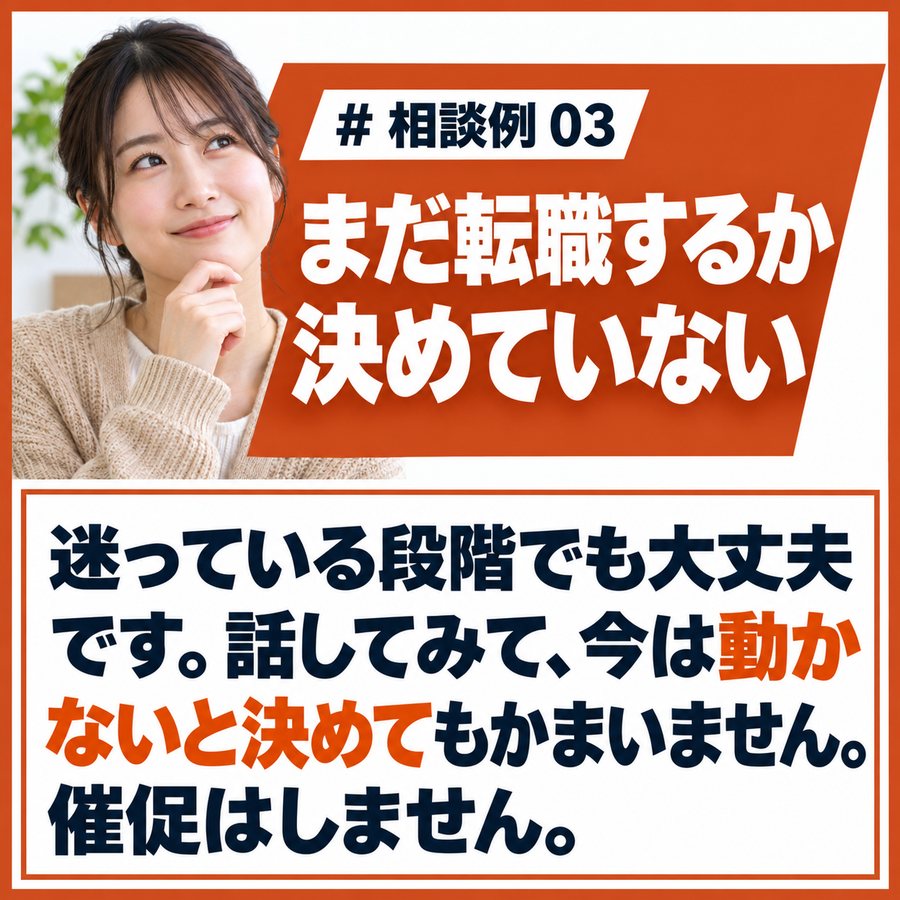 # 相談例 03
まだ転職するか
決めていない
迷っている段階でも大丈夫
です。話してみて、今は動か
ないと決めてもかまいません。
催促はしません。